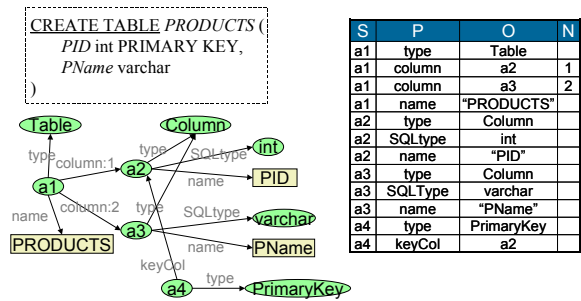 CREATE TABLE PRODUCTS (
PID int PRIMARY KEY,
PName varchar
)
Table
Column
type
column:1
type
SQLtype
int
a1
a2
name
PID
name
column:2
type
SQLtype
varchar
a3
name
PRODUCTS
PName
keyCol
type
a4
PrimaryKey
S P O N
a1 type Table
a1 column a2 1
a1 column a3 2
a1 name “PRODUCTS”
a2 type Column
a2 SQLtype int
a2 name “PID”
a3 type Column
a3 SQLType varchar
a3 name “PName”
a4 type PrimaryKey
a4 keyCol a2